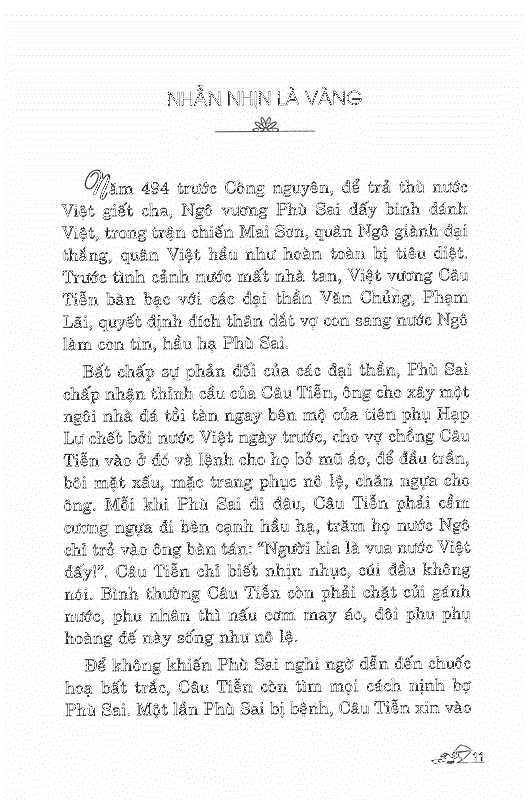 NHẪN NHỊN LÀ VÀNG
Năm 494 trước Công nguyên, để trả thù nước
Việt giết cha, Ngô vương Phù Sai dấy binh đánh
Việt, trong trận chiến Mai Sơn, quân Ngô giành đại
thắng, quân Việt hầu như hoàn toàn bị tiêu diệt.
Trước tình cảnh nước mất nhà tan, Việt vương Câu
Tiễn bàn bạc với các đại thần Văn Chủng, Phạm
Lãi, quyết định đích thân dắt vợ con sang nước Ngô
làm con tin, hầu hạ Phù Sai.
Bất chấp sự phản đối của các đại thần, Phù Sai
chấp nhận thỉnh cầu của Câu Tiễn, ông cho xây một
ngôi nhà đá tồi tàn ngay bên mộ của tiên phụ Hạp
Lư chết bởi nước Việt ngày trước, cho vợ chồng Câu
Tiễn vào ở đó và lệnh cho họ bỏ mũ áo, để đầu trần,
bôi mặt xấu, mặc trang phục nô lệ, chăn ngựa cho
ông. Mỗi khi Phù Sai đi đâu, Câu Tiễn phải cầm
cương ngựa đi bên cạnh hầu hạ, trăm họ nước Ngô
chỉ trỏ vào ông bàn tán: “Người kia là vua nước Việt
đấy!”. Câu Tiễn chỉ biết nhịn nhục, cúi đầu không
nói. Bình thường Câu Tiễn còn phải chặt củi gánh
nước, phu nhân thì nấu cơm may áo, đôi phu phụ
hoàng đế này sống như nô lệ.
Để không khiến Phù Sai nghi ngờ dẫn đến chuốc
hoạ bất trắc, Câu Tiễn còn tìm mọi cách nịnh bợ
Phù Sai. Một lần Phù Sai bị bệnh, Câu Tiễn xin vào
11